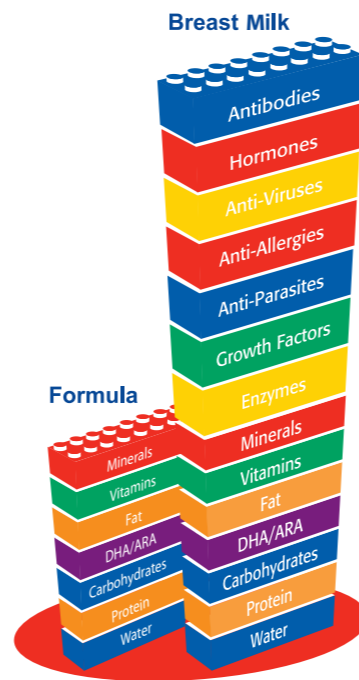 Breast Milk
Antibodies
Hormones
Anti-Viruses
Anti-Allergies
Anti-Parasites
Growth Factors
Enzymes
Minerals
Vitamins
Fat
DHA/ARA
Carbohydrates
Protein
Water
Formula
Minerals
Vitamins
Fat
DHA/ARA
Carbohydrates
Protein
Water